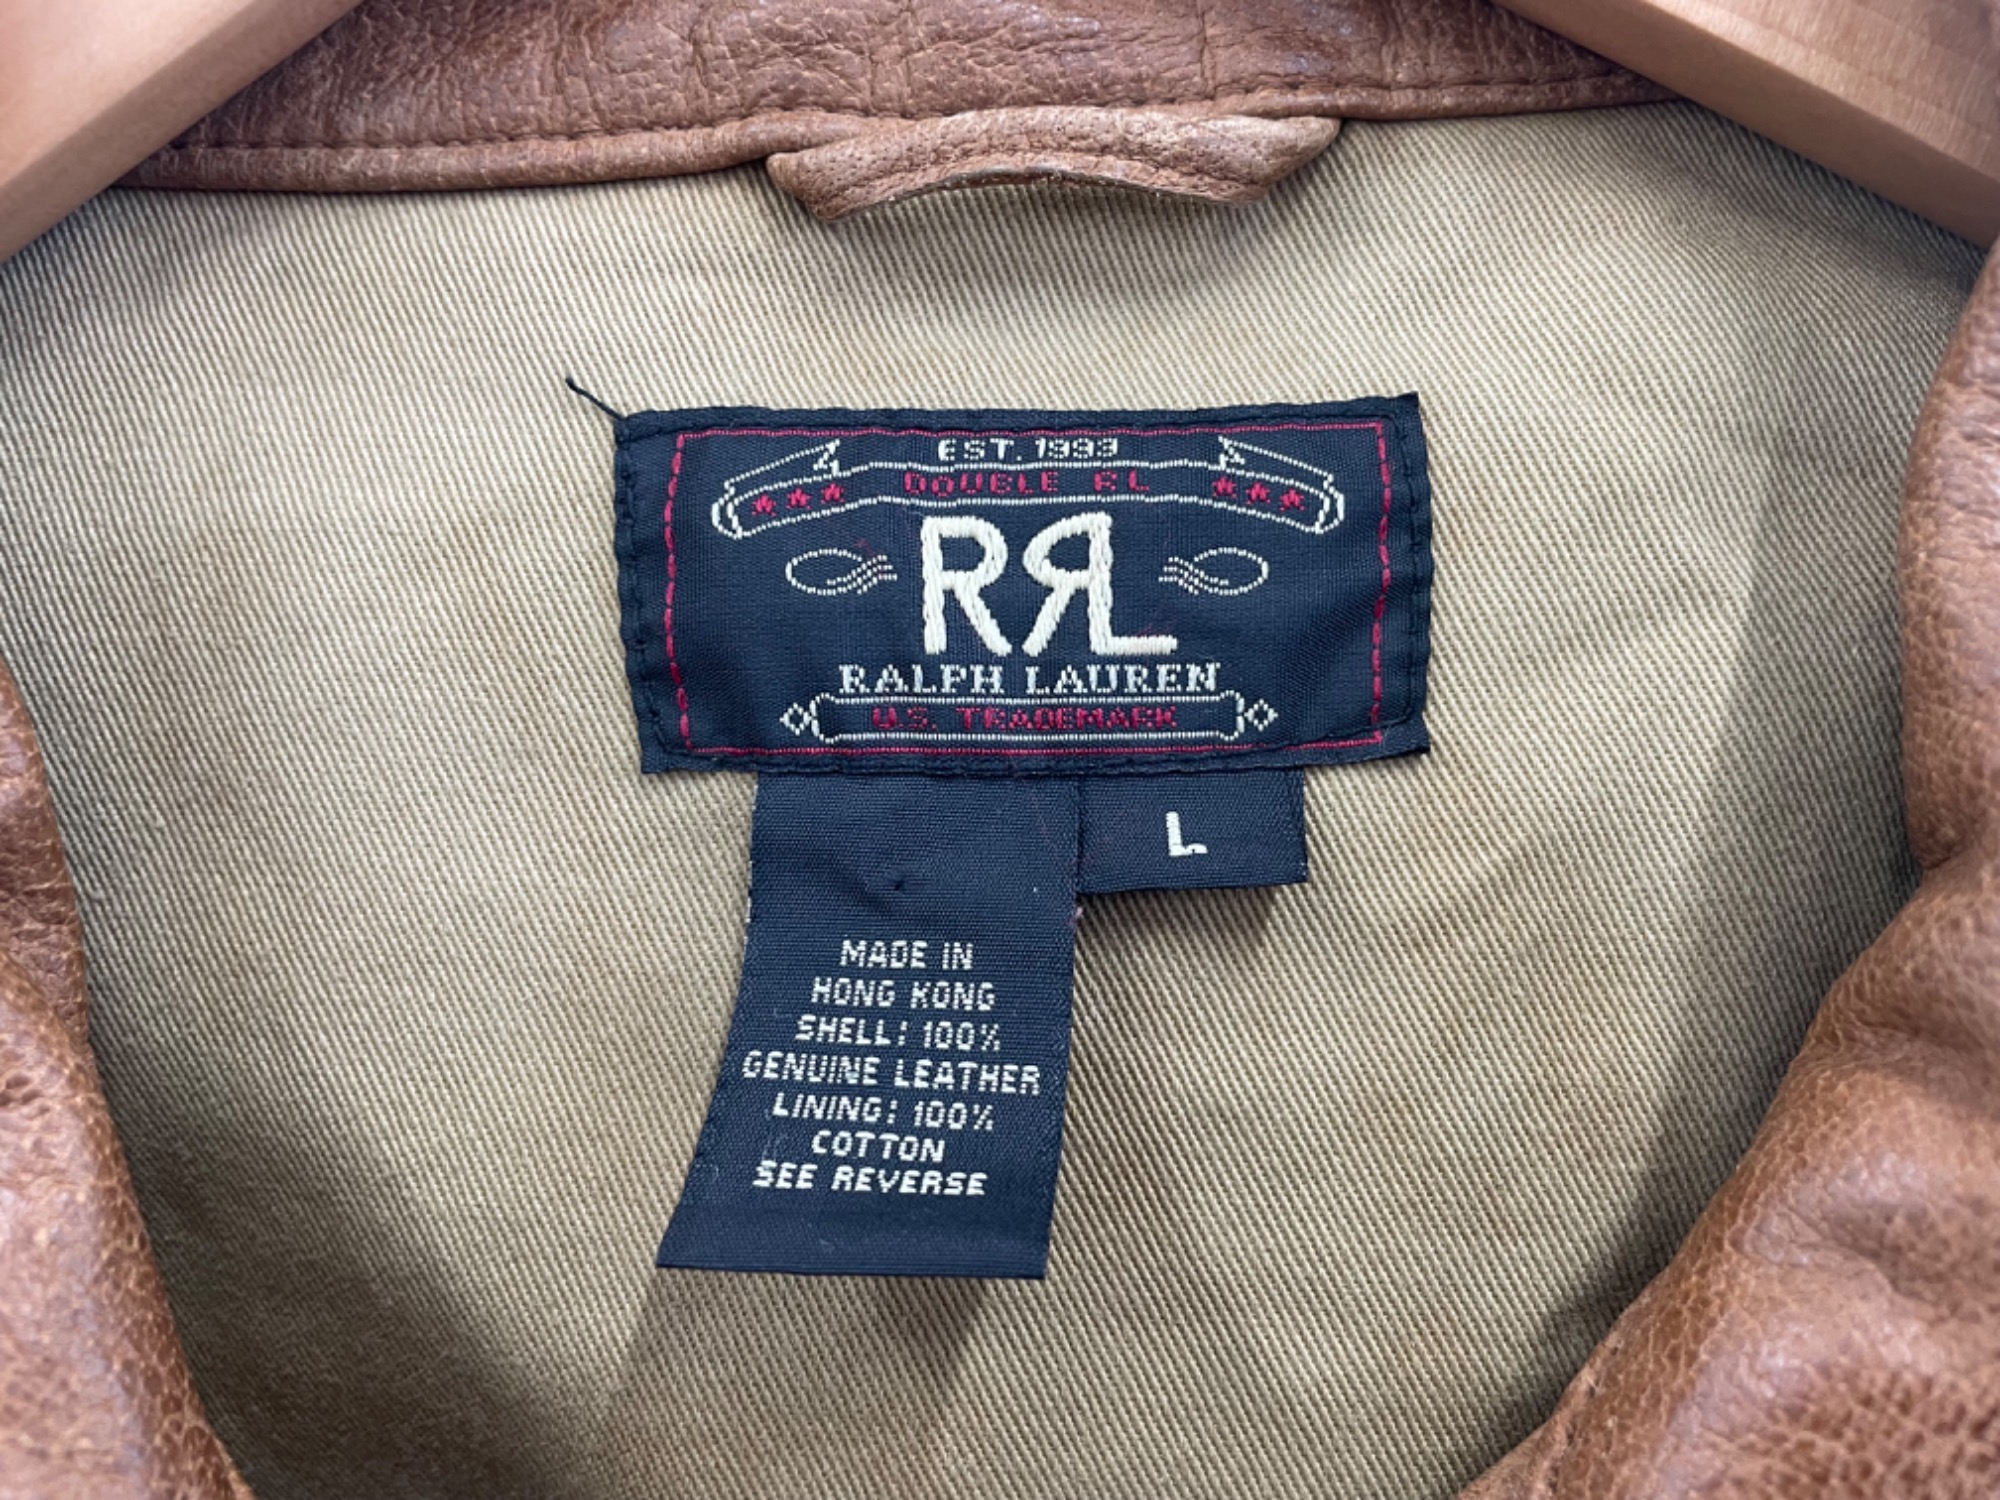 EST. 1993
DOUBLE RL
RRL
RALPH LAUREN
U.S. TRADEMARK
L
MADE IN
HONG KONG
SHELL: 100%
GENUINE LEATHER
LINING: 100%
COTTON
SEE REVERSE